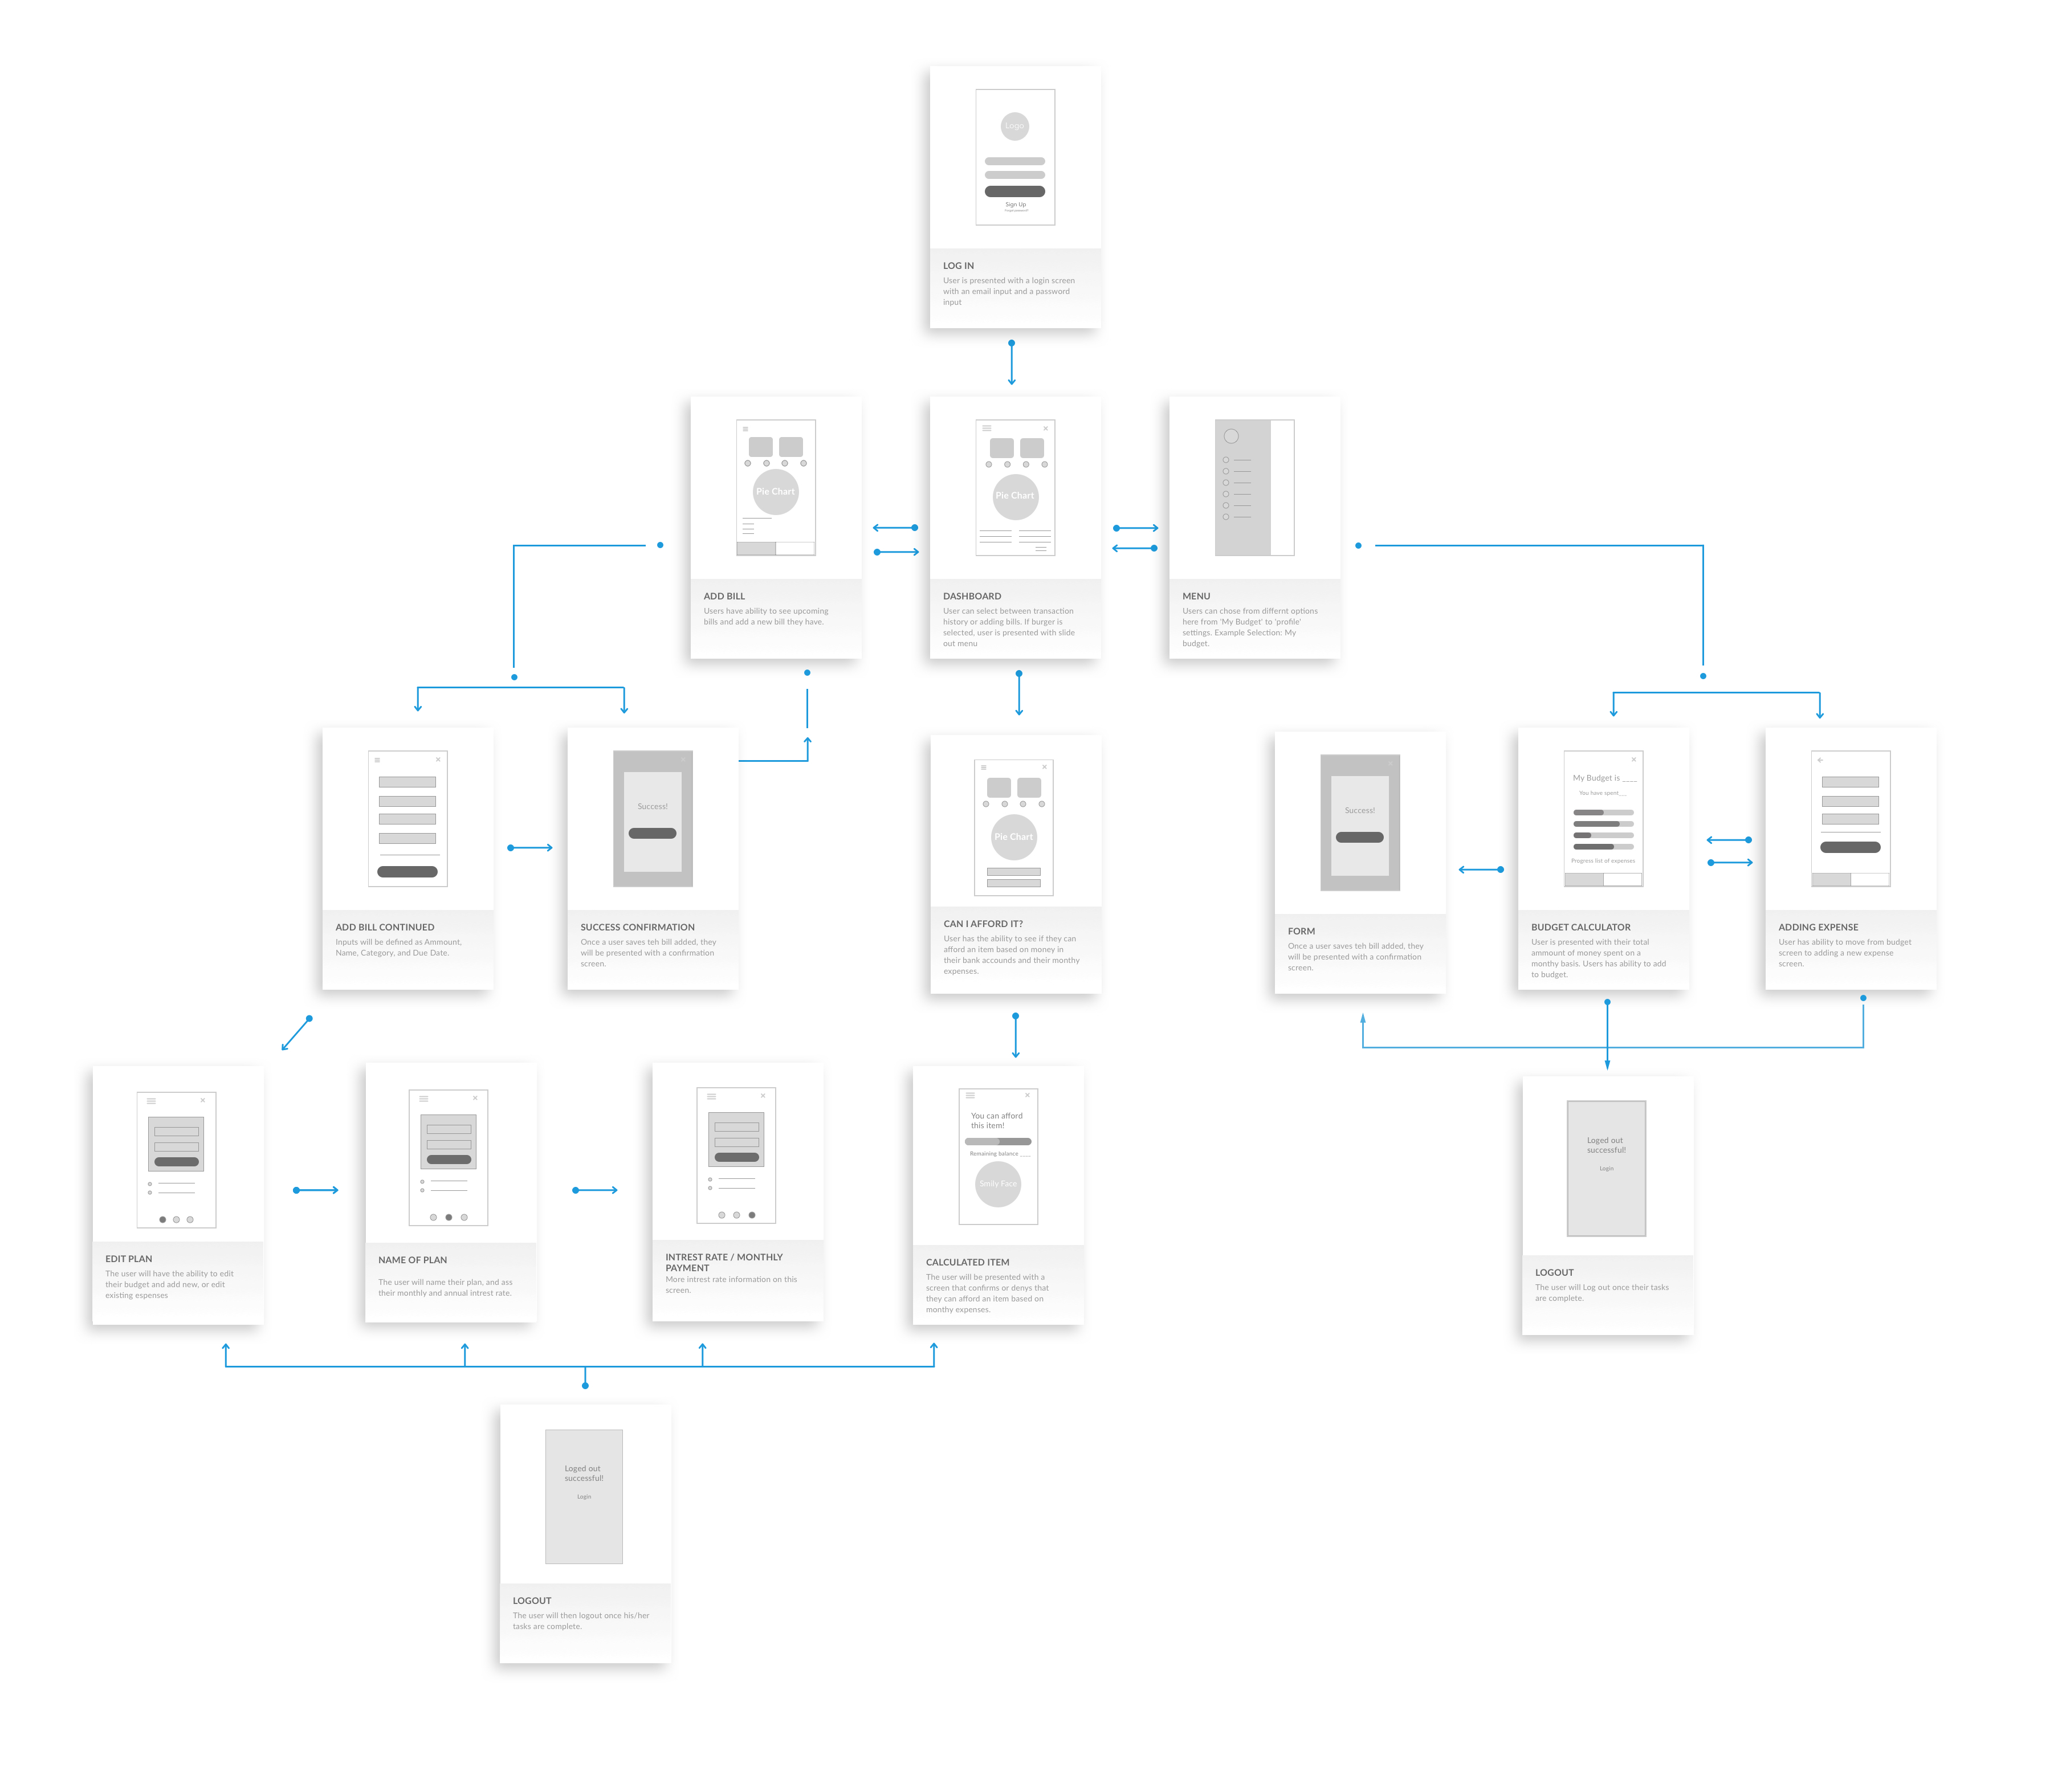 Logo
Sign Up
LOG IN
User is presented with a login screen
with an email input and a password
input
Pie Chart
ADD BILL
Users have ability to see upcoming
bills and add a new bill they have.
Pie Chart
DASHBOARD
User can select between transaction
history or adding bills. If burger is
selected, user is presented with slide
out menu
MENU
Users can chose from differnt options
here from 'My Budget' to 'profile'
settings. Example Selection: My
budget.
ADD BILL CONTINUED
Inputs will be defined as Ammount,
Name, Category, and Due Date.
Success!
SUCCESS CONFIRMATION
Once a user saves teh bill added, they
will be presented with a confirmation
screen.
Pie Chart
CAN I AFFORD IT?
User has the ability to see if they can
afford an item based on money in
their bank accounds and their monthy
expenses.
Success!
FORM
Once a user saves teh bill added, they
will be presented with a confirmation
screen.
My Budget is ____
You have spent __
Progress list of expenses
BUDGET CALCULATOR
User is presented with their total
ammount of money spent on a
monthy basis. Users has ability to add
to budget.
ADDING EXPENSE
User has ability to move from budget
screen to adding a new expense
screen.
EDIT PLAN
The user will have the ability to edit
their budget and add new, or edit
existing espenses
NAME OF PLAN
The user will name their plan, and ass
their monthly and annual intrest rate.
INTREST RATE / MONTHLY
PAYMENT
More intrest rate information on this
screen.
You can afford
this item!
Remaining balance ____
Smily Face
CALCULATED ITEM
The user will be presented with a
screen that confirms or denys that
they can afford an item based on
monthy expenses.
Loged out
successful!
Login
LOGOUT
The user will Log out once their tasks
are complete.
Loged out
successful!
Login
LOGOUT
The user will then logout once his/her
tasks are complete.